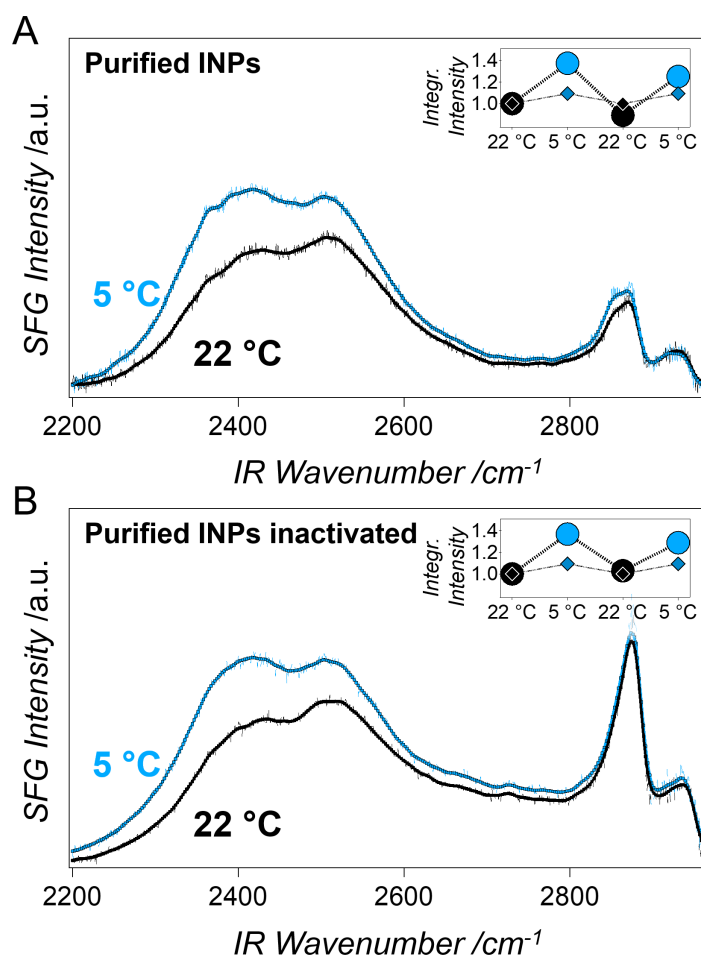 A
Purified INPs
Integr.
Intensity
1.4
1.2
1.0
22 °C
5 °C
22 °C
5 °C
SFG Intensity /a.u.
5 °C
22 °C
2200
2400
2600
2800
IR Wavenumber /cm-1
B
Purified INPs inactivated
Integr.
Intensity
1.4
1.2
1.0
22 °C
5 °C
22 °C
5 °C
SFG Intensity /a.u.
5 °C
22 °C
2200
2400
2600
2800
IR Wavenumber /cm-1